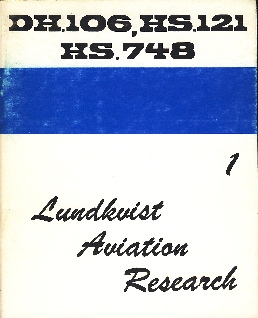 DH.106, HS.121
HS.748
1
Lundkvist
Aviation
Research